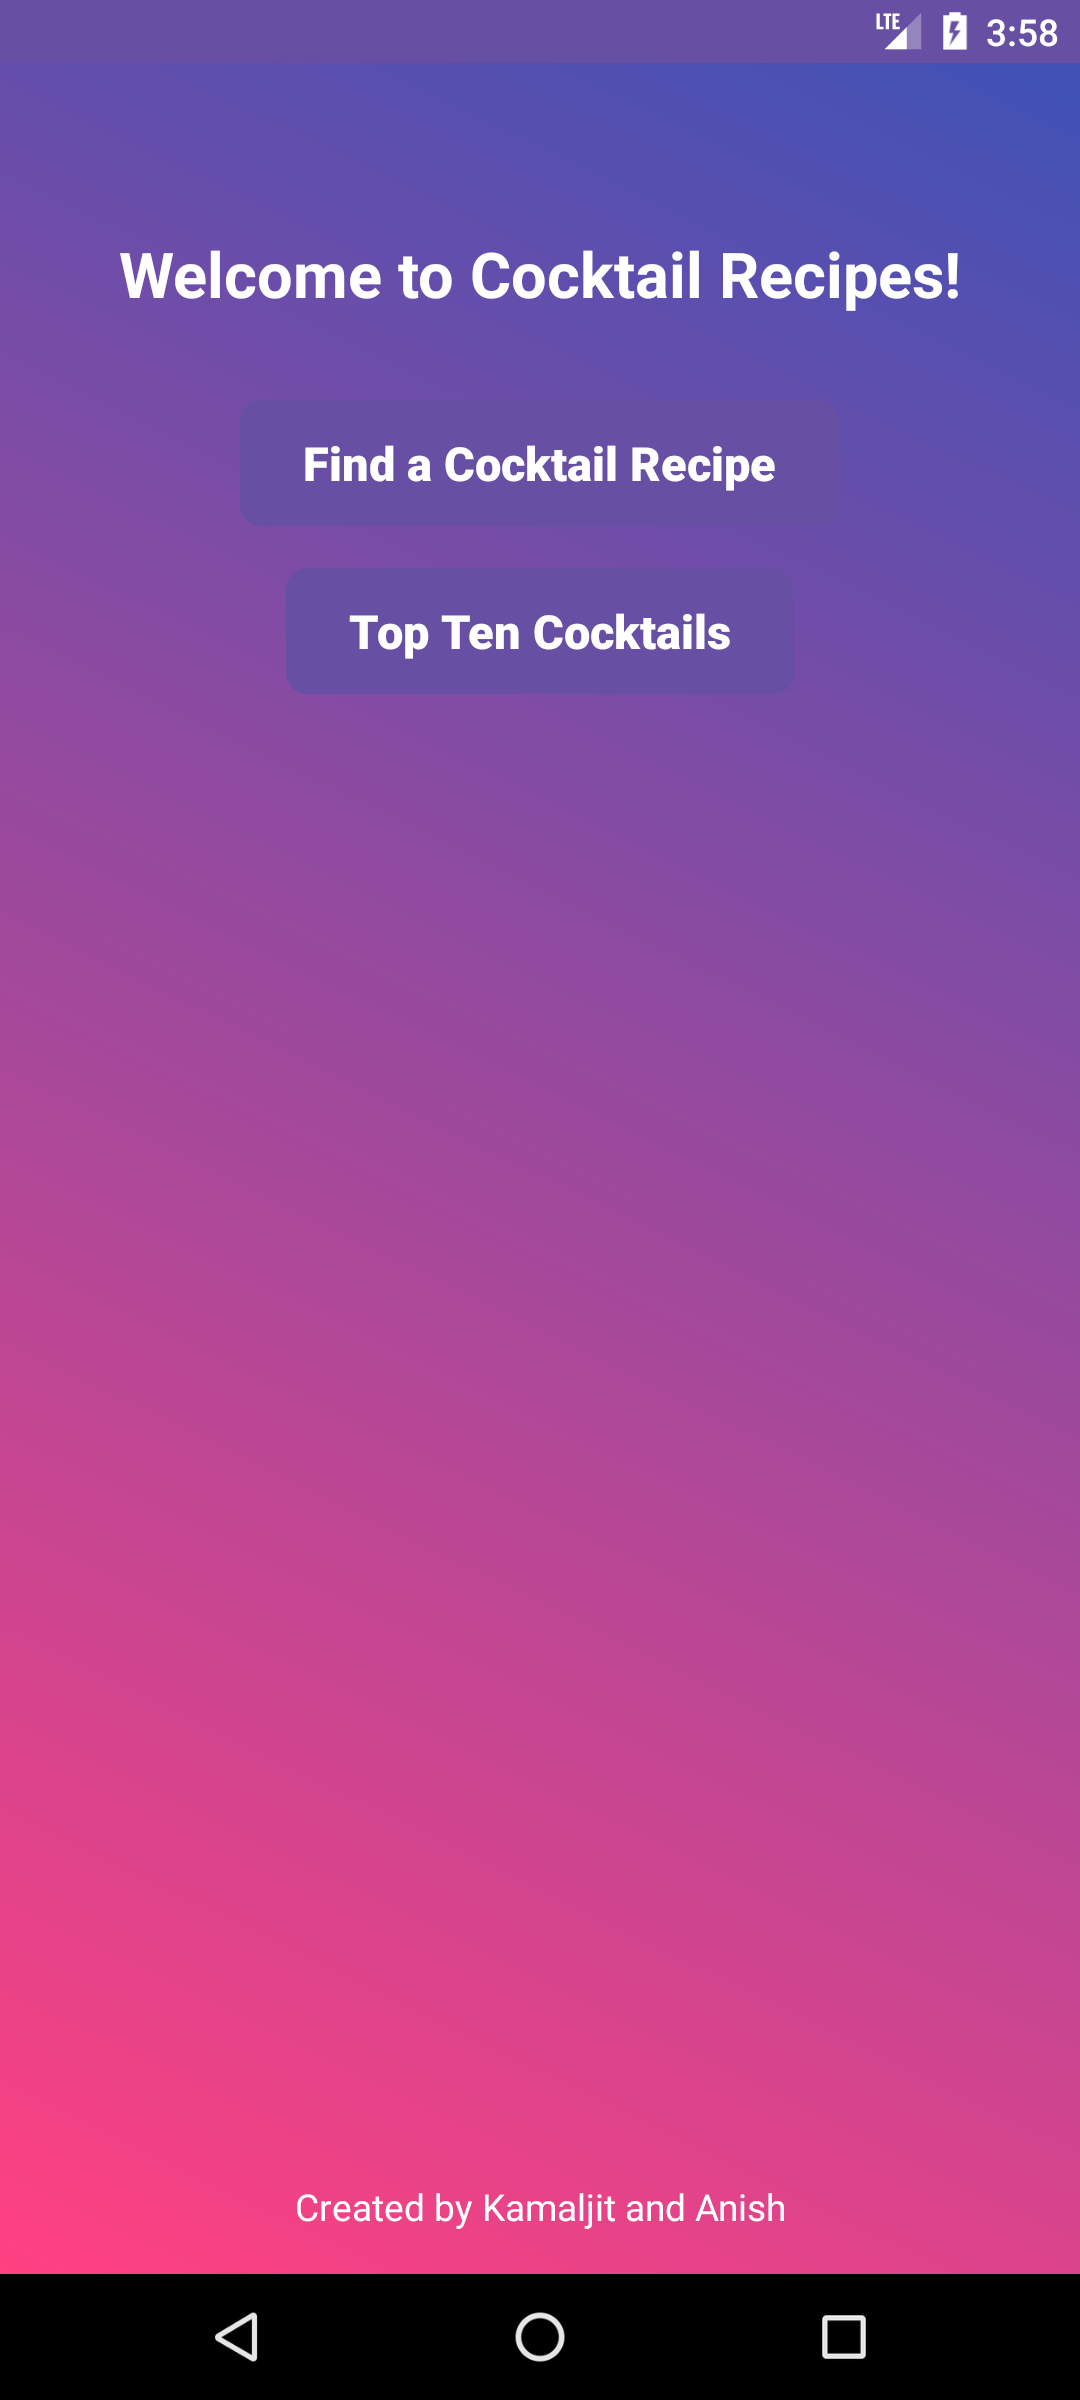 LTE 3:58
Welcome to Cocktail Recipes!
Find a Cocktail Recipe
Top Ten Cocktails
Created by Kamaljit and Anish